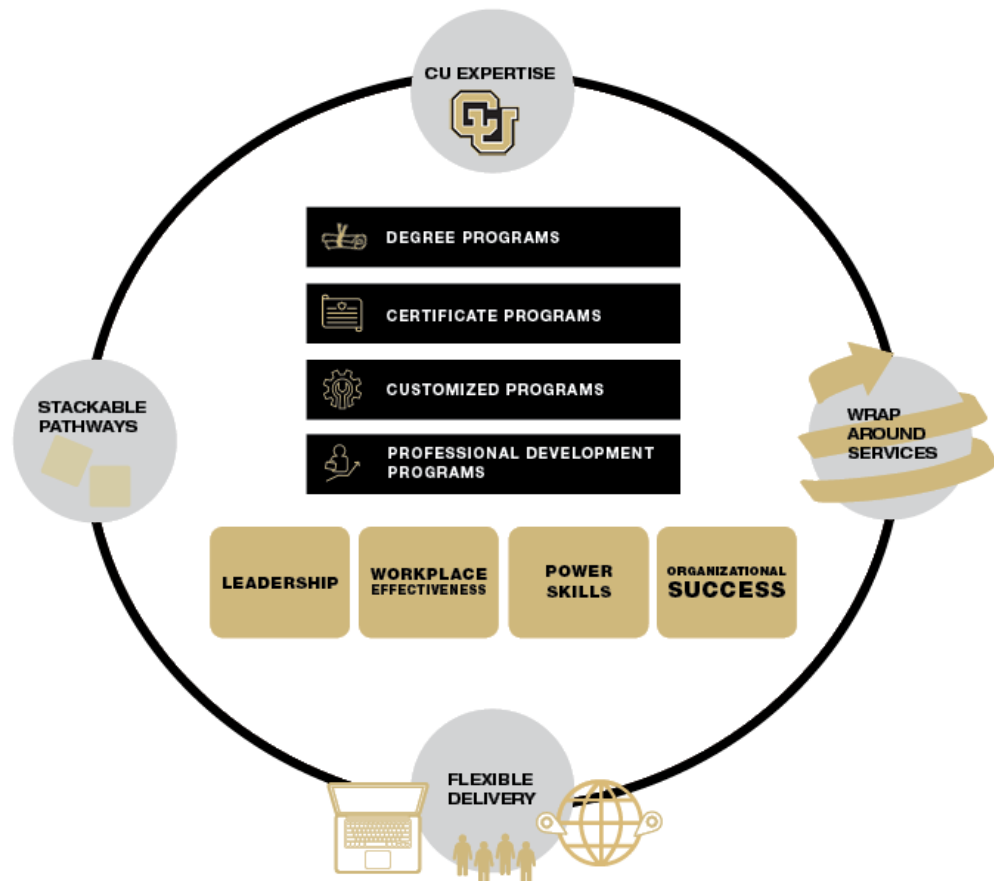 CU EXPERTISE
CU
DEGREE PROGRAMS
CERTIFICATE PROGRAMS
CUSTOMIZED PROGRAMS
PROFESSIONAL DEVELOPMENT
PROGRAMS
STACKABLE
PATHWAYS
WRAP
AROUND
SERVICES
LEADERSHIP
WORKPLACE
EFFECTIVENESS
POWER
SKILLS
ORGANIZATIONAL
SUCCESS
FLEXIBLE
DELIVERY